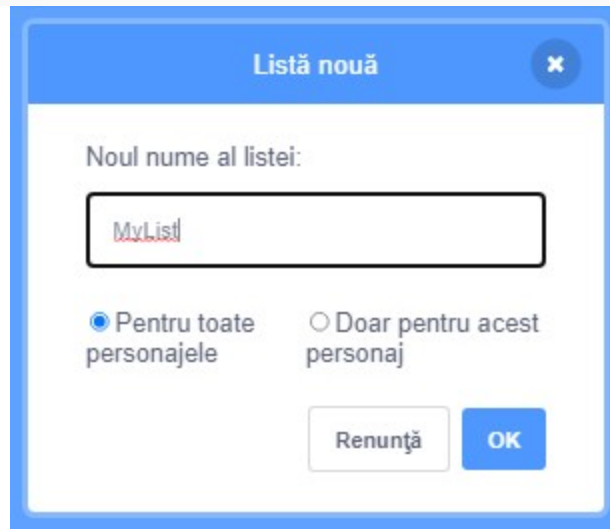 Listă nouă
Noul nume al listei:
MyList
Pentru toate personajele
Doar pentru acest personaj
Renunţă
OK